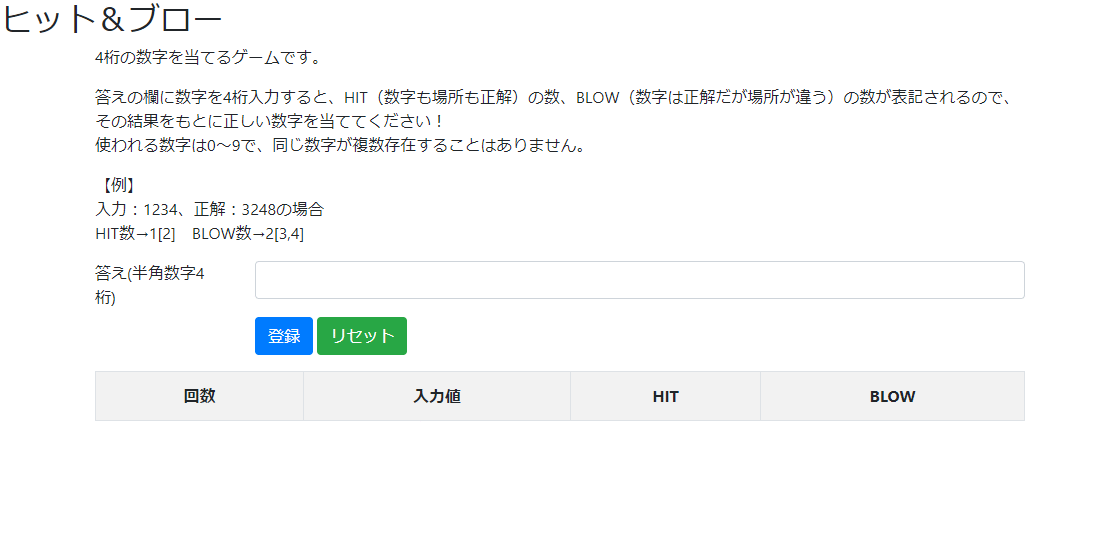 ヒット＆ブロー
4桁の数字を当てるゲームです。
答えの欄に数字を4桁入力すると、HIT（数字も場所も正解）の数、BLOW（数字は正解だが場所が違う）の数が表記されるので、
その結果をもとに正しい数字を当ててください！
使われる数字は0～9で、同じ数字が複数存在することはありません。
【例】
入力：1234、正解：3248の場合
HIT数→1[2]　BLOW数→2[3,4]
答え(半角数字4
桁)
登録 リセット
回数 入力値 HIT BLOW